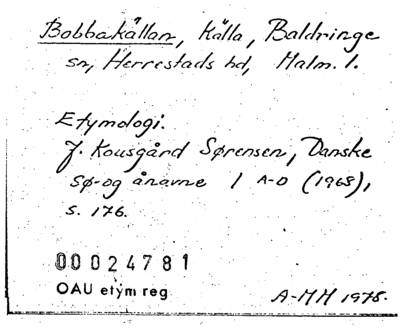 Bobbakällan, Källa, Baldringe
sn, Herrestads hd, Malm. l.
Etymologi.
J. Kousgård Sørensen, Danske
sø- og ånavne 1 A-D (1968),
s. 176.
00024781
OAU etym reg
A-MH 1975.